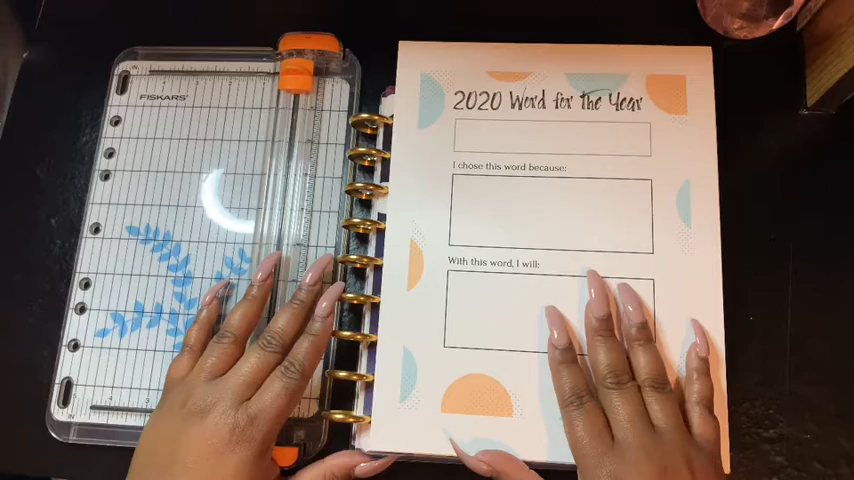 FISKARS
2020 Word for the Year
I chose this word because:
With this word, I will: